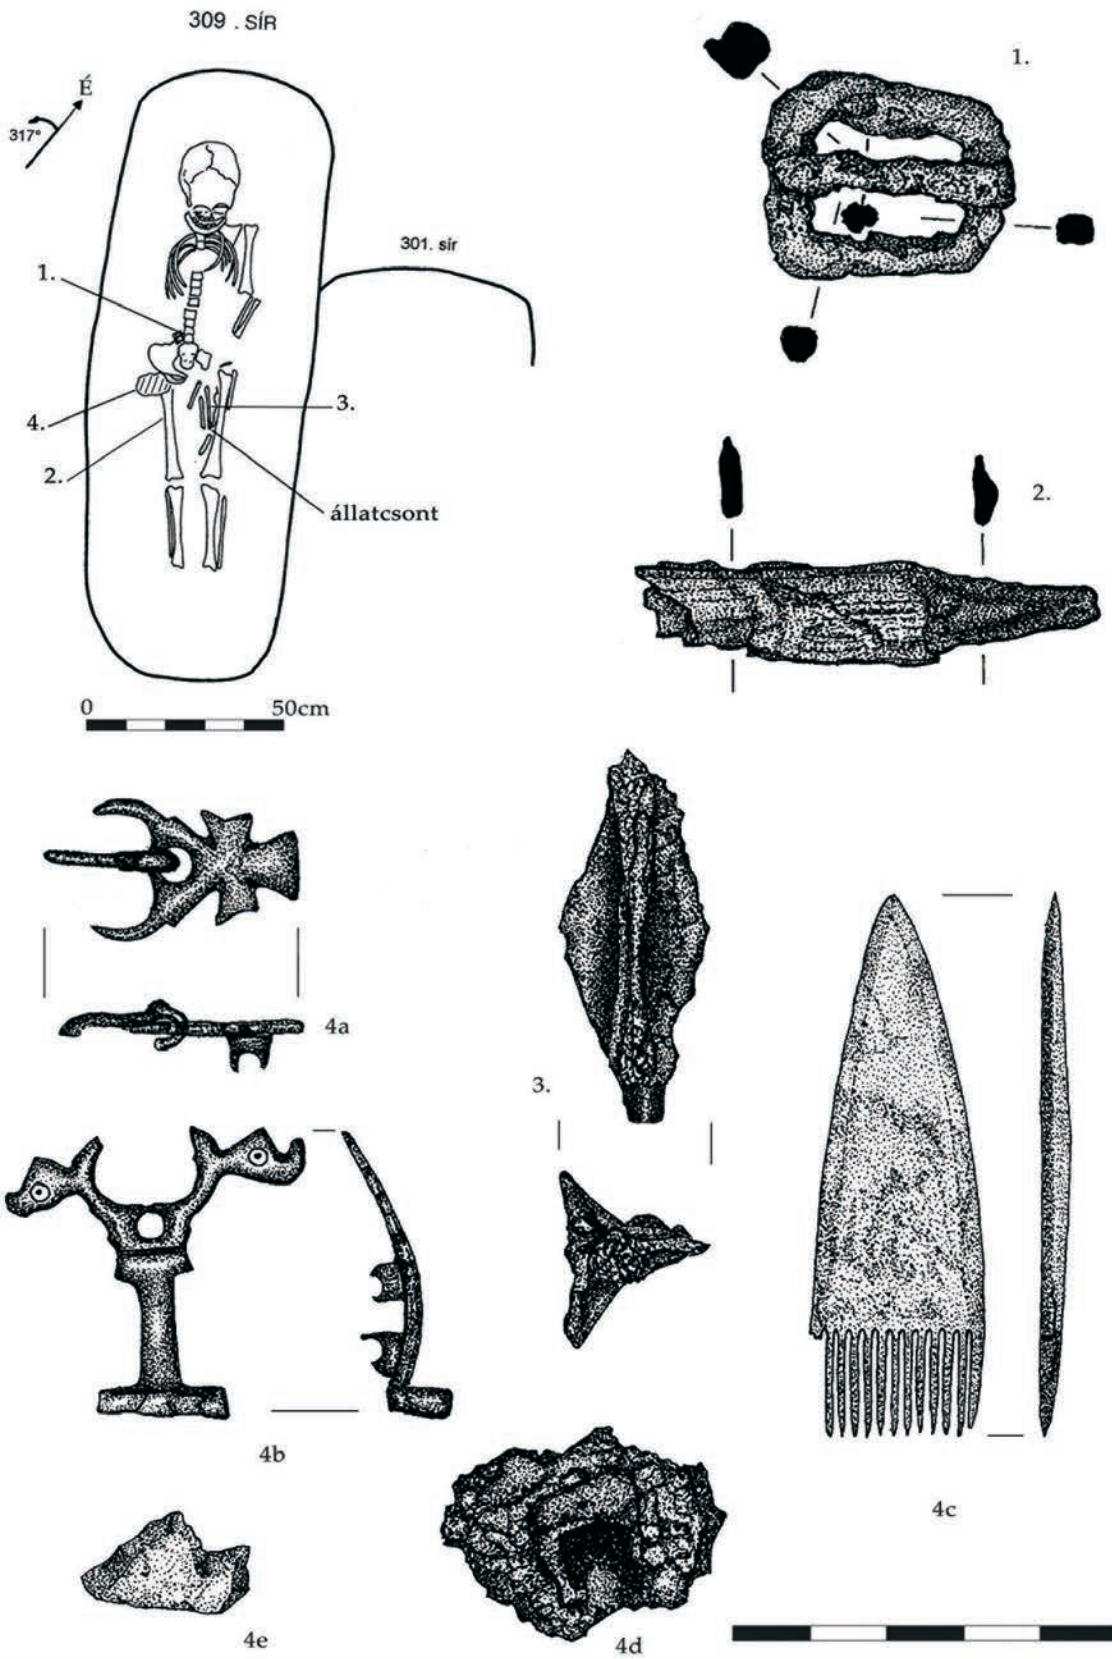 309 . SÍR
É
317°
1.
301. sír
1.
4.
3.
2.
állatcsont
2.
0 50cm
4a
3.
4b
4c
4e
4d